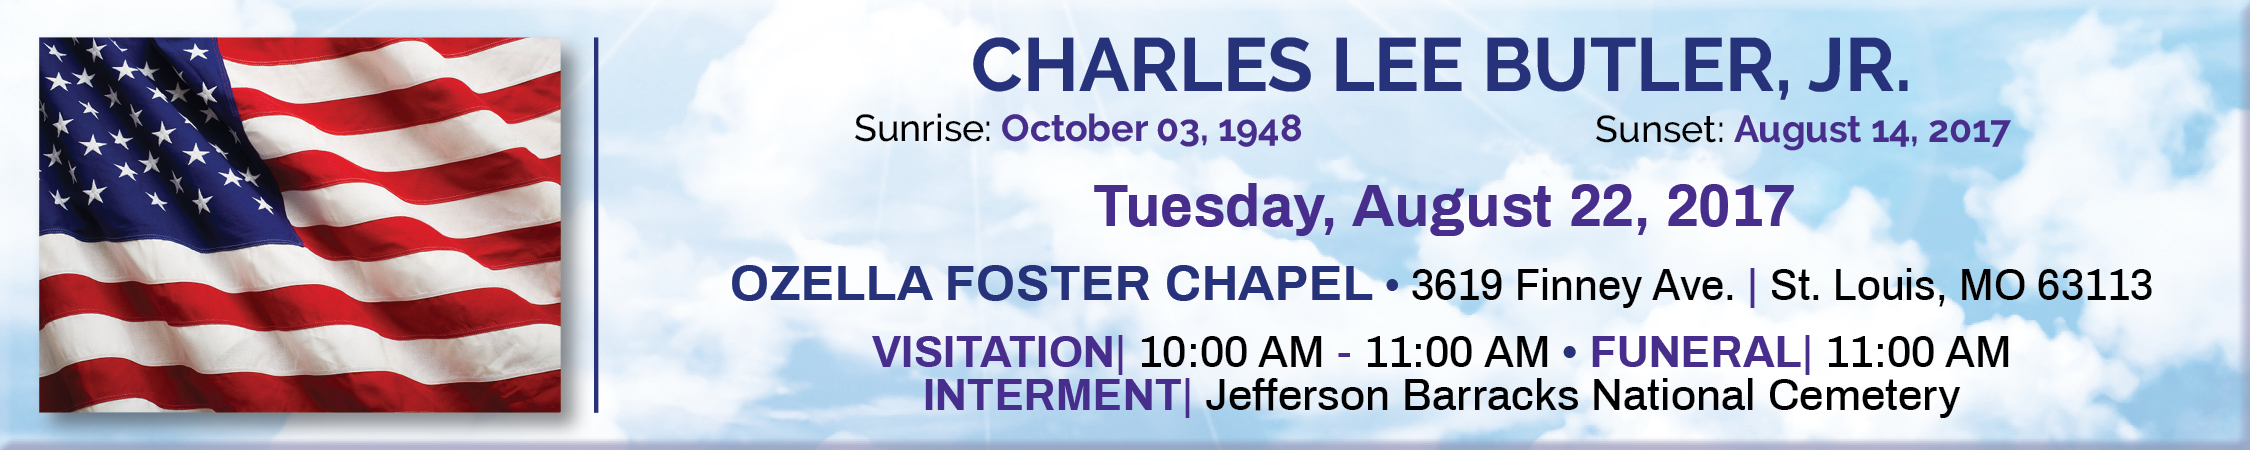 CHARLES LEE BUTLER, JR.
Sunrise: October 03, 1948 Sunset: August 14, 2017
Tuesday, August 22, 2017
OZELLA FOSTER CHAPEL • 3619 Finney Ave. | St. Louis, MO 63113
VISITATION| 10:00 AM - 11:00 AM • FUNERAL| 11:00 AM
INTERMENT| Jefferson Barracks National Cemetery